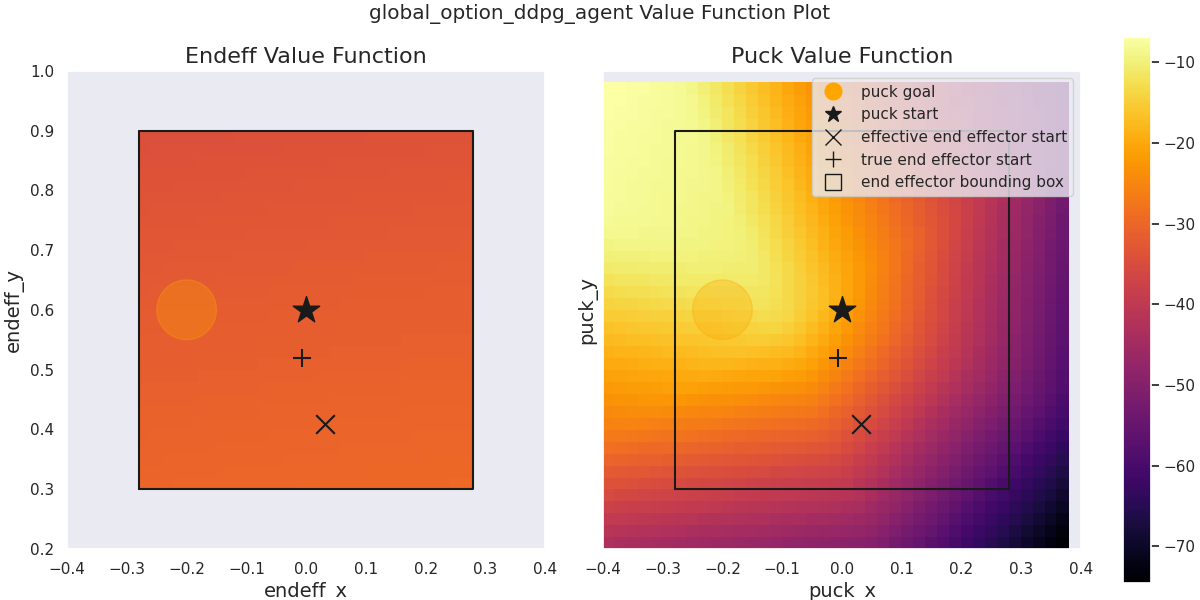 global_option_ddpg_agent Value Function Plot
Endeff Value Function
1.0
0.9
0.8
0.7
0.6
0.5
0.4
0.3
0.2
endeff_y
−0.4 −0.3 −0.2 −0.1 0.0 0.1 0.2 0.3 0.4
endeff_x
Puck Value Function
puck goal
puck start
effective end effector start
true end effector start
end effector bounding box
puck_y
−0.4 −0.3 −0.2 −0.1 0.0 0.1 0.2 0.3 0.4
puck_x
−10
−20
−30
−40
−50
−60
−70